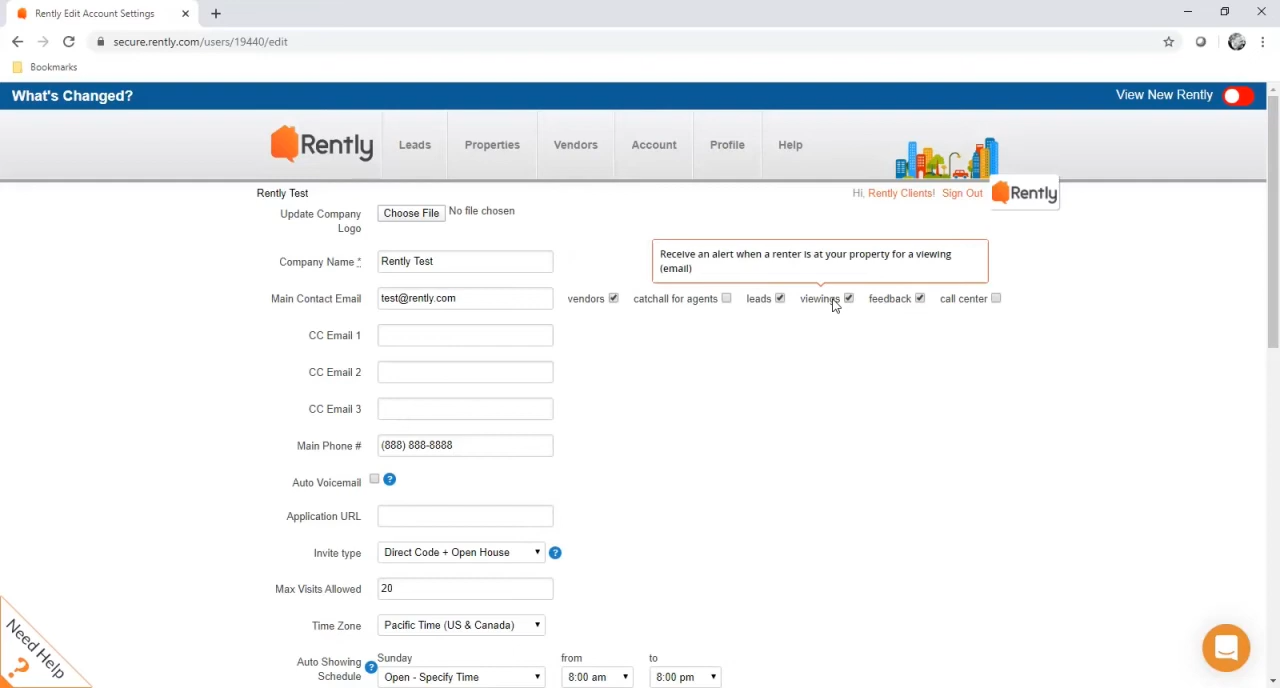 Rently Edit Account Settings
secure.rently.com/users/19440/edit
Bookmarks
What's Changed?
View New Rently
Rently
Leads
Properties
Vendors
Account
Profile
Help
Rently Test
Hi, Rently Clients! Sign Out
Rently
Update Company
Logo
Choose File No file chosen
Company Name *
Rently Test
Receive an alert when a renter is at your property for a viewing
(email)
Main Contact Email
test@rently.com
vendors
catchall for agents
leads
viewings
feedback
call center
CC Email 1
CC Email 2
CC Email 3
Main Phone #
(888) 888-8888
Auto Voicemail
?
Application URL
Invite type
Direct Code + Open House
?
Max Visits Allowed
20
Time Zone
Pacific Time (US & Canada)
Auto Showing
Schedule
?
Sunday
from
to
Open - Specify Time
8:00 am
8:00 pm
Need Help
?